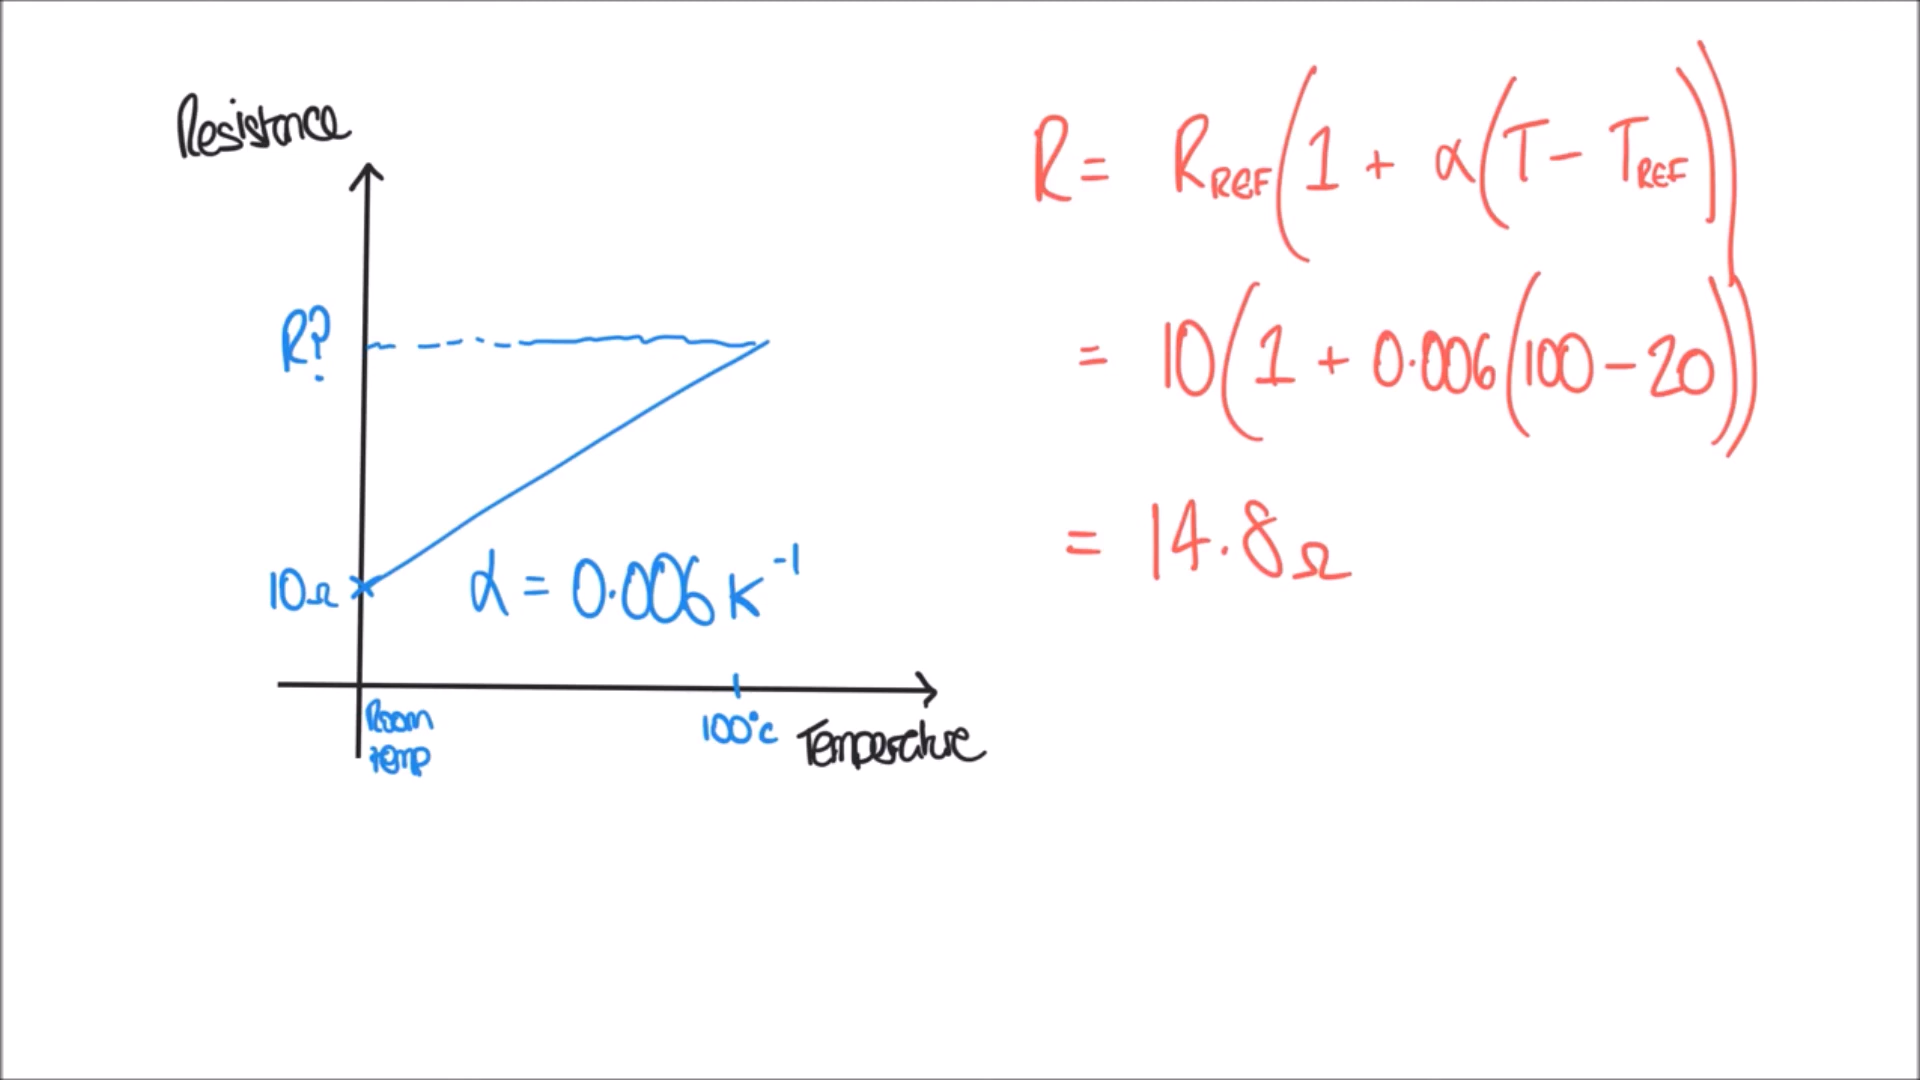 Resistance
R?
10Ω
α = 0.006 K⁻¹
Room
temp
100°c
Temperature
R = R_REF(1 + α(T - T_REF))
= 10(1 + 0.006(100 - 20))
= 14.8Ω